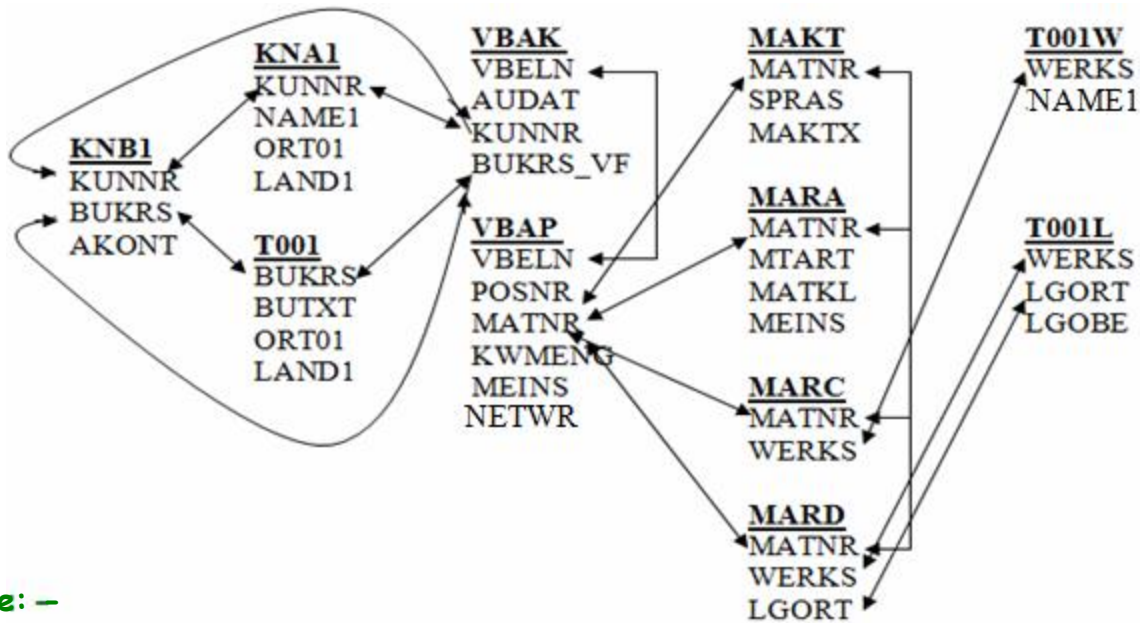 KNB1
KUNNR
BUKRS
AKONT
KNA1
KUNNR
NAME1
ORT01
LAND1
T001
BUKRS
BUTXT
ORT01
LAND1
VBAK
VBELN
AUDAT
KUNNR
BUKRS_VF
VBAP
VBELN
POSNR
MATNR
KWMENG
MEINS
NETWR
MAKT
MATNR
SPRAS
MAKTX
MARA
MATNR
MTART
MATKL
MEINS
MARC
MATNR
WERKS
MARD
MATNR
WERKS
LGORT
T001W
WERKS
NAME1
T001L
WERKS
LGORT
LGOBE
e: –